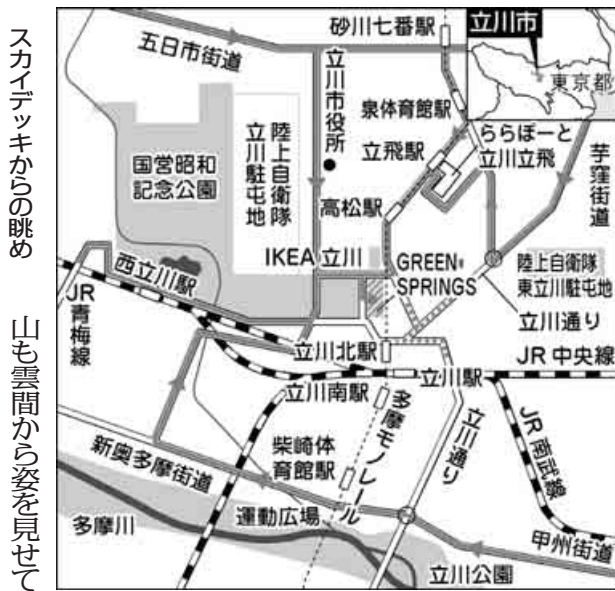 スカイデッキからの眺め
山も雲間から姿を見せて
立川市
東京都
砂川七番駅
五日市街道
立川市役所
泉体育館駅
ららぽーと
立川立飛
立飛駅
芋窪街道
陸上自衛隊
立川駐屯地
国営昭和
記念公園
高松駅
IKEA 立川
GREEN
SPRINGS
陸上自衛隊
東立川駐屯地
西立川駅
JR青梅線
立川通り
立川北駅
JR中央線
立川南駅
立川駅
多摩モノレール
立川通り
JR南武線
柴崎体
育館駅
新奥多摩街道
多摩川
運動広場
甲州街道
立川公園